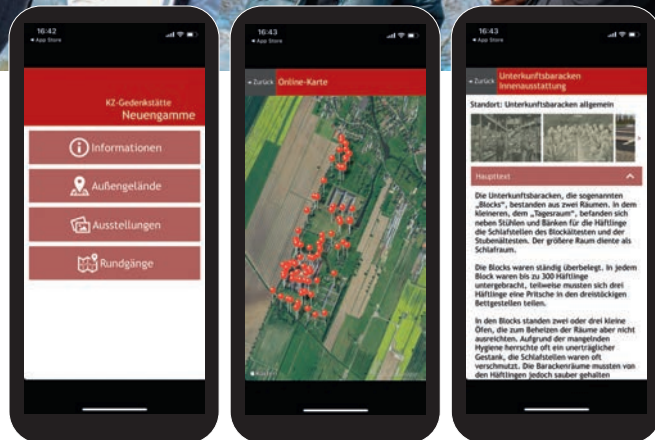 16:42
◂ App Store
KZ-Gedenkstätte
Neuengamme
Informationen
Außengelände
Ausstellungen
Rundgänge
16:43
◂ App Store
◂ Zurück
Online-Karte
16:43
◂ App Store
◂ Zurück
Unterkunftsbaracken
Innenausstattung
Standort: Unterkunftsbaracken allgemein
Haupttext
Die Unterkunftsbaracken, die sogenannten
„Blocks“, bestanden aus zwei Räumen. In dem
kleineren, dem „Tagesraum“, befanden sich
neben Stühlen und Bänken für die Häftlinge
die Schlafstellen des Blockältesten und der
Stubenältesten. Der größere Raum diente als
Schlafraum.
Die Blocks waren ständig überbelegt. In jedem
Block waren bis zu 300 Häftlinge
untergebracht, teilweise mussten sich drei
Häftlinge eine Pritsche in den dreistöckigen
Bettgestellen teilen.
In den Blocks standen zwei oder drei kleine
Öfen, die zum Beheizen der Räume aber nicht
ausreichten. Aufgrund der mangelnden
Hygiene herrschte oft ein unerträglicher
Gestank, die Schlafstellen waren oft
verschmutzt. Die Barackenräume mussten von
den Häftlingen jedoch sauber gehalten